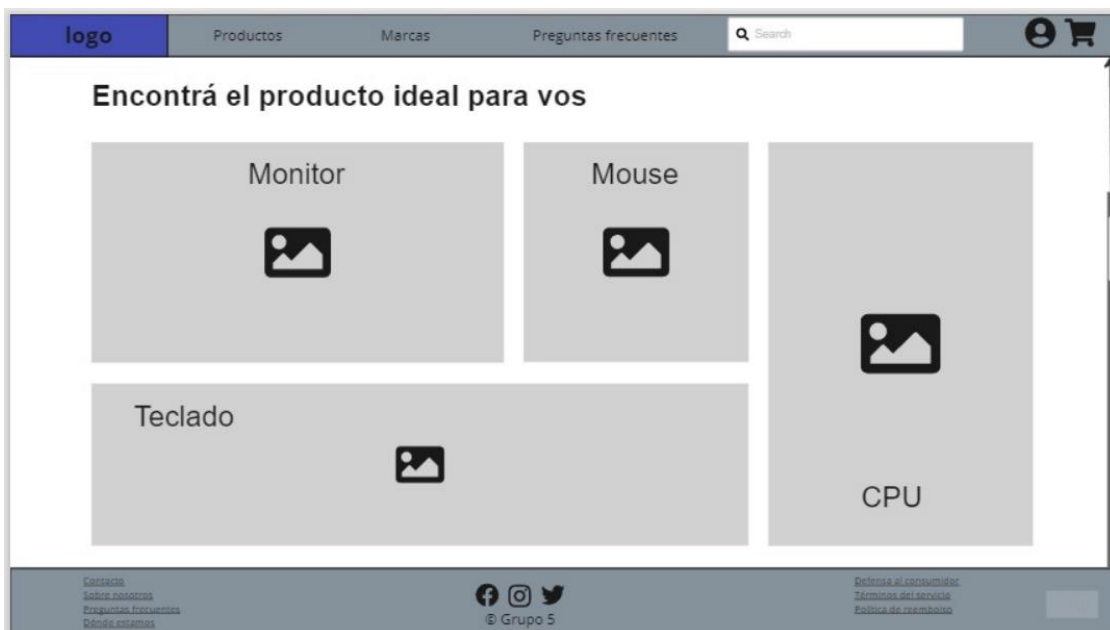 logo
Productos
Marcas
Preguntas frecuentes
Search
Encontrá el producto ideal para vos
Monitor
Mouse
Teclado
CPU
Contacto
Sobre nosotros
Preguntas frecuentes
Dónde estamos
© Grupo 5
Defensa al consumidor
Términos del servicio
Política de reembolso